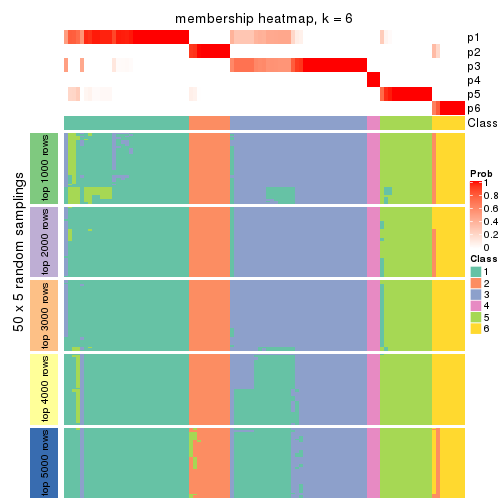 membership heatmap, k = 6
p1
p2
p3
p4
p5
p6
Class
50 x 5 random samplings
top 1000 rows
top 2000 rows
top 3000 rows
top 4000 rows
top 5000 rows
Prob
1
0.8
0.6
0.4
0.2
0
Class
1
2
3
4
5
6